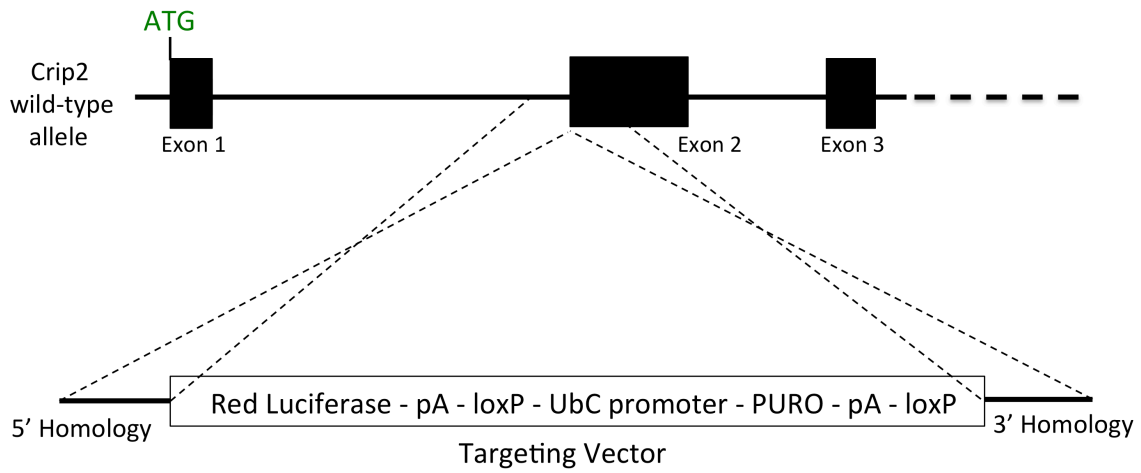 ATG
Crip2
wild-type
allele
Exon 1
Exon 2
Exon 3
Red Luciferase - pA - loxP - UbC promoter - PURO - pA - loxP
5’ Homology
3’ Homology
Targeting Vector